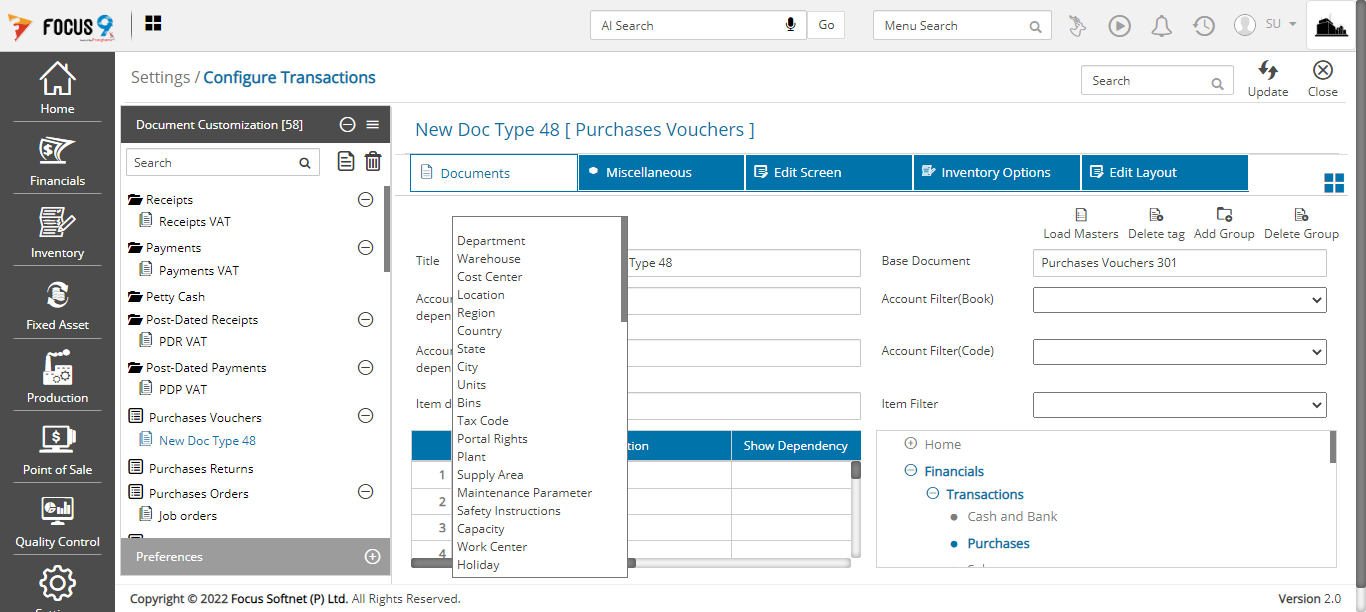 FOCUS 9
AI Search
Go
Menu Search
SU
Home
Financials
Inventory
Fixed Asset
Production
Point of Sale
Quality Control
Settings / Configure Transactions
Search
Update
Close
Document Customization [58]
Search
Receipts
Receipts VAT
Payments
Payments VAT
Petty Cash
Post-Dated Receipts
PDR VAT
Post-Dated Payments
PDP VAT
Purchases Vouchers
New Doc Type 48
Purchases Returns
Purchases Orders
Job orders
Preferences
New Doc Type 48 [ Purchases Vouchers ]
Documents
Miscellaneous
Edit Screen
Inventory Options
Edit Layout
Load Masters
Delete tag
Add Group
Delete Group
Title
Type 48
Base Document
Purchases Vouchers 301
Accou
depen
Account Filter(Book)
Accou
depen
Account Filter(Code)
Item d
Item Filter
Department
Warehouse
Cost Center
Location
Region
Country
State
City
Units
Bins
Tax Code
Portal Rights
Plant
Supply Area
Maintenance Parameter
Safety Instructions
Capacity
Work Center
Holiday
tion
Show Dependency
1
2
3
4
Home
Financials
Transactions
Cash and Bank
Purchases
Copyright © 2022 Focus Softnet (P) Ltd. All Rights Reserved.
Version 2.0